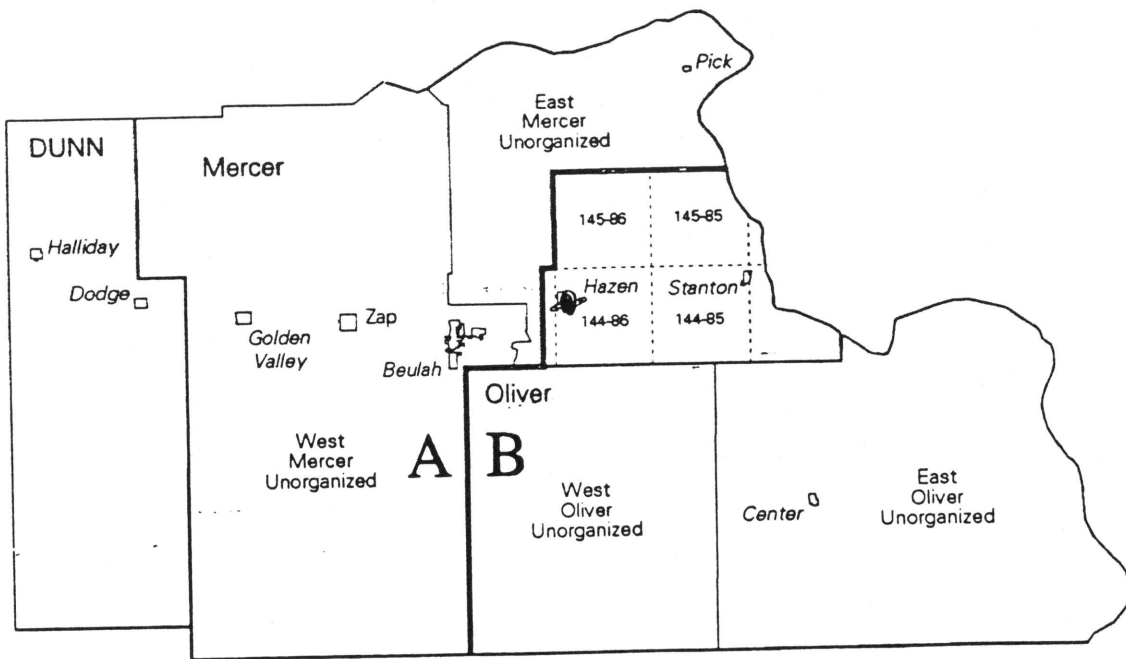 Pick
East
Mercer
Unorganized
DUNN
Mercer
145-86
145-85
Halliday
Dodge
Hazen
Stanton
Golden
Valley
Zap
144-86
144-85
Beulah
Oliver
West
Mercer
Unorganized
A
B
West
Oliver
Unorganized
Center
East
Oliver
Unorganized